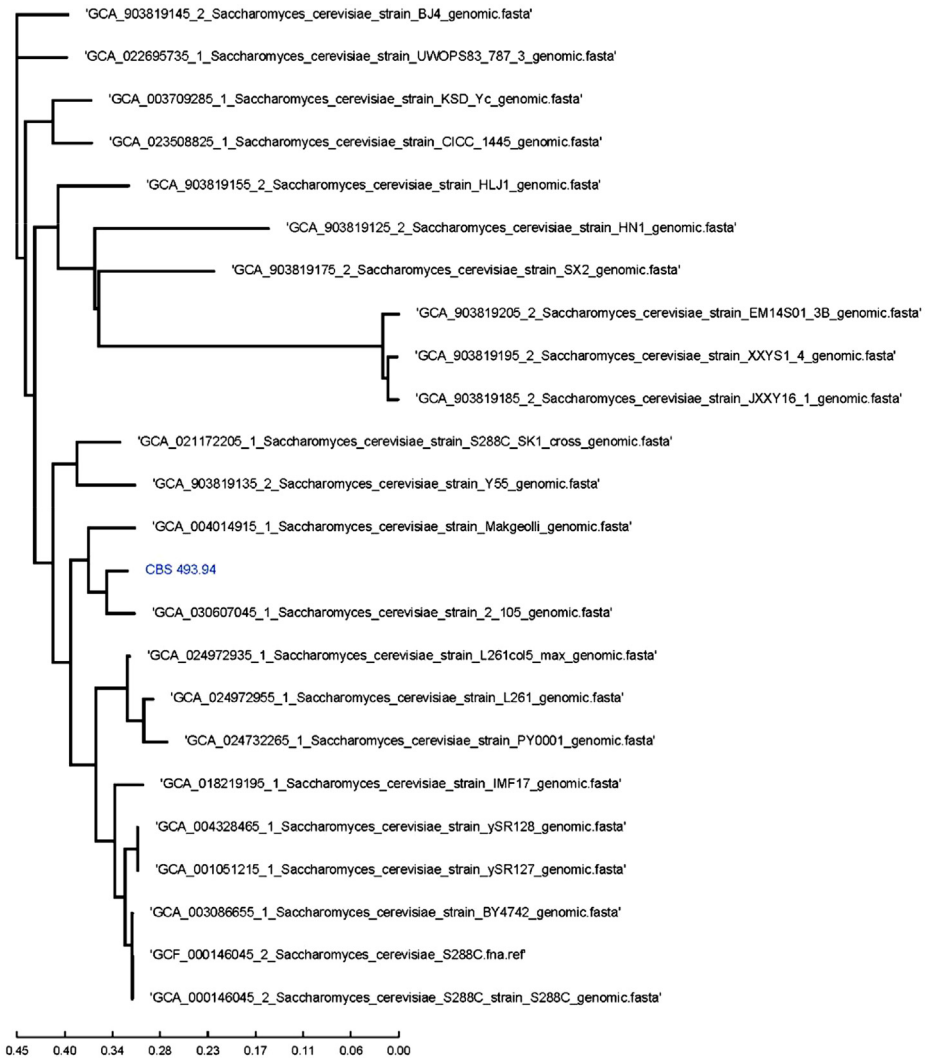 'GCA_903819145_2_Saccharomyces_cerevisiae_strain_BJ4_genomic.fasta'
'GCA_022695735_1_Saccharomyces_cerevisiae_strain_UWOPS83_787_3_genomic.fasta'
'GCA_003709285_1_Saccharomyces_cerevisiae_strain_KSD_Yc_genomic.fasta'
'GCA_023508825_1_Saccharomyces_cerevisiae_strain_CICC_1445_genomic.fasta'
'GCA_903819155_2_Saccharomyces_cerevisiae_strain_HLJ1_genomic.fasta'
'GCA_903819125_2_Saccharomyces_cerevisiae_strain_HN1_genomic.fasta'
'GCA_903819175_2_Saccharomyces_cerevisiae_strain_SX2_genomic.fasta'
'GCA_903819205_2_Saccharomyces_cerevisiae_strain_EM14S01_3B_genomic.fasta'
'GCA_903819195_2_Saccharomyces_cerevisiae_strain_XXYS1_4_genomic.fasta'
'GCA_903819185_2_Saccharomyces_cerevisiae_strain_JXXY16_1_genomic.fasta'
'GCA_021172205_1_Saccharomyces_cerevisiae_strain_S288C_SK1_cross_genomic.fasta'
'GCA_903819135_2_Saccharomyces_cerevisiae_strain_Y55_genomic.fasta'
'GCA_004014915_1_Saccharomyces_cerevisiae_strain_Makgeolli_genomic.fasta'
CBS 493.94
'GCA_030607045_1_Saccharomyces_cerevisiae_strain_2_105_genomic.fasta'
'GCA_024972935_1_Saccharomyces_cerevisiae_strain_L261col5_max_genomic.fasta'
'GCA_024972955_1_Saccharomyces_cerevisiae_strain_L261_genomic.fasta'
'GCA_024732265_1_Saccharomyces_cerevisiae_strain_PY0001_genomic.fasta'
'GCA_018219195_1_Saccharomyces_cerevisiae_strain_IMF17_genomic.fasta'
'GCA_004328465_1_Saccharomyces_cerevisiae_strain_ySR128_genomic.fasta'
'GCA_001051215_1_Saccharomyces_cerevisiae_strain_ySR127_genomic.fasta'
'GCA_003086655_1_Saccharomyces_cerevisiae_strain_BY4742_genomic.fasta'
'GCF_000146045_2_Saccharomyces_cerevisiae_S288C.fna.ref'
'GCA_000146045_2_Saccharomyces_cerevisiae_S288C_strain_S288C_genomic.fasta'
0.45 0.40 0.34 0.28 0.23 0.17 0.11 0.06 0.00